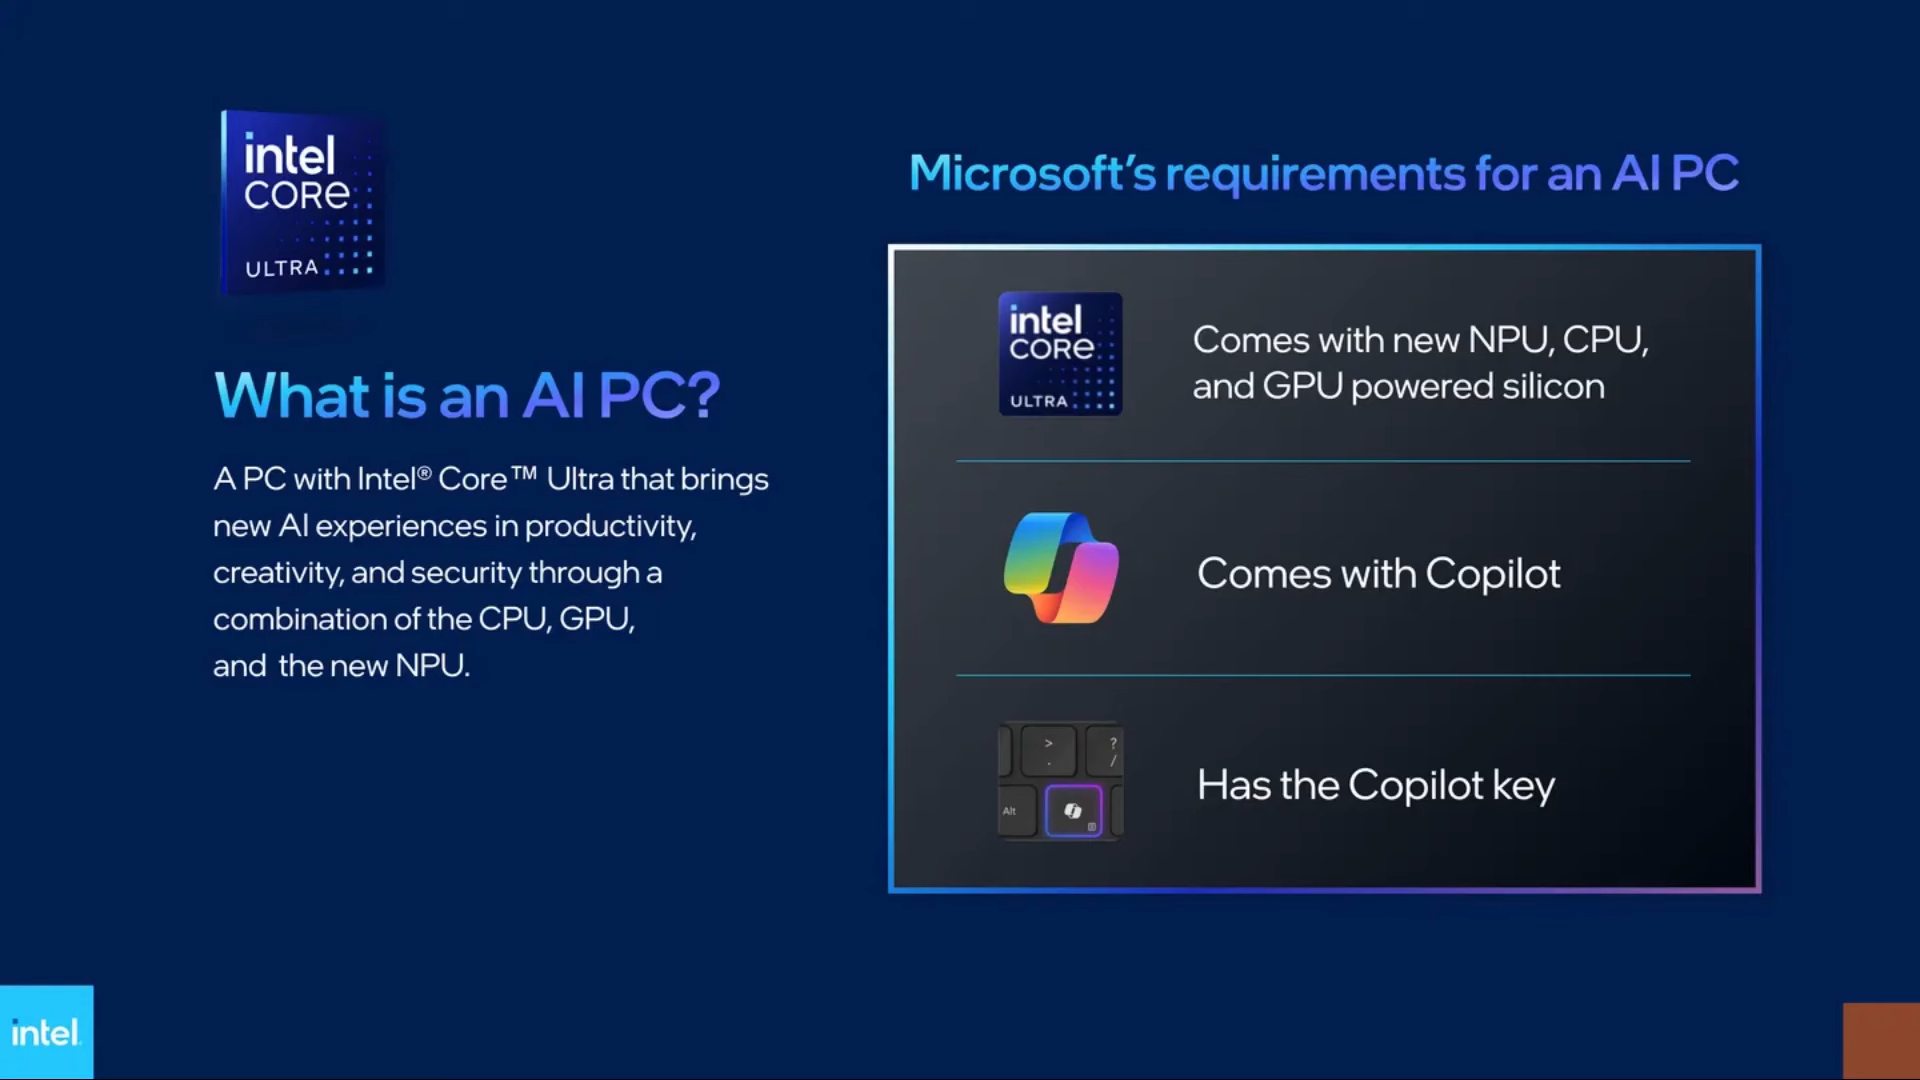 intel
CORE
ULTRA
What is an AI PC?
A PC with Intel® Core™ Ultra that brings
new AI experiences in productivity,
creativity, and security through a
combination of the CPU, GPU,
and the new NPU.
Microsoft's requirements for an AI PC
intel
CORE
ULTRA
Comes with new NPU, CPU,
and GPU powered silicon
Comes with Copilot
> ?
. /
Alt
Has the Copilot key
intel.